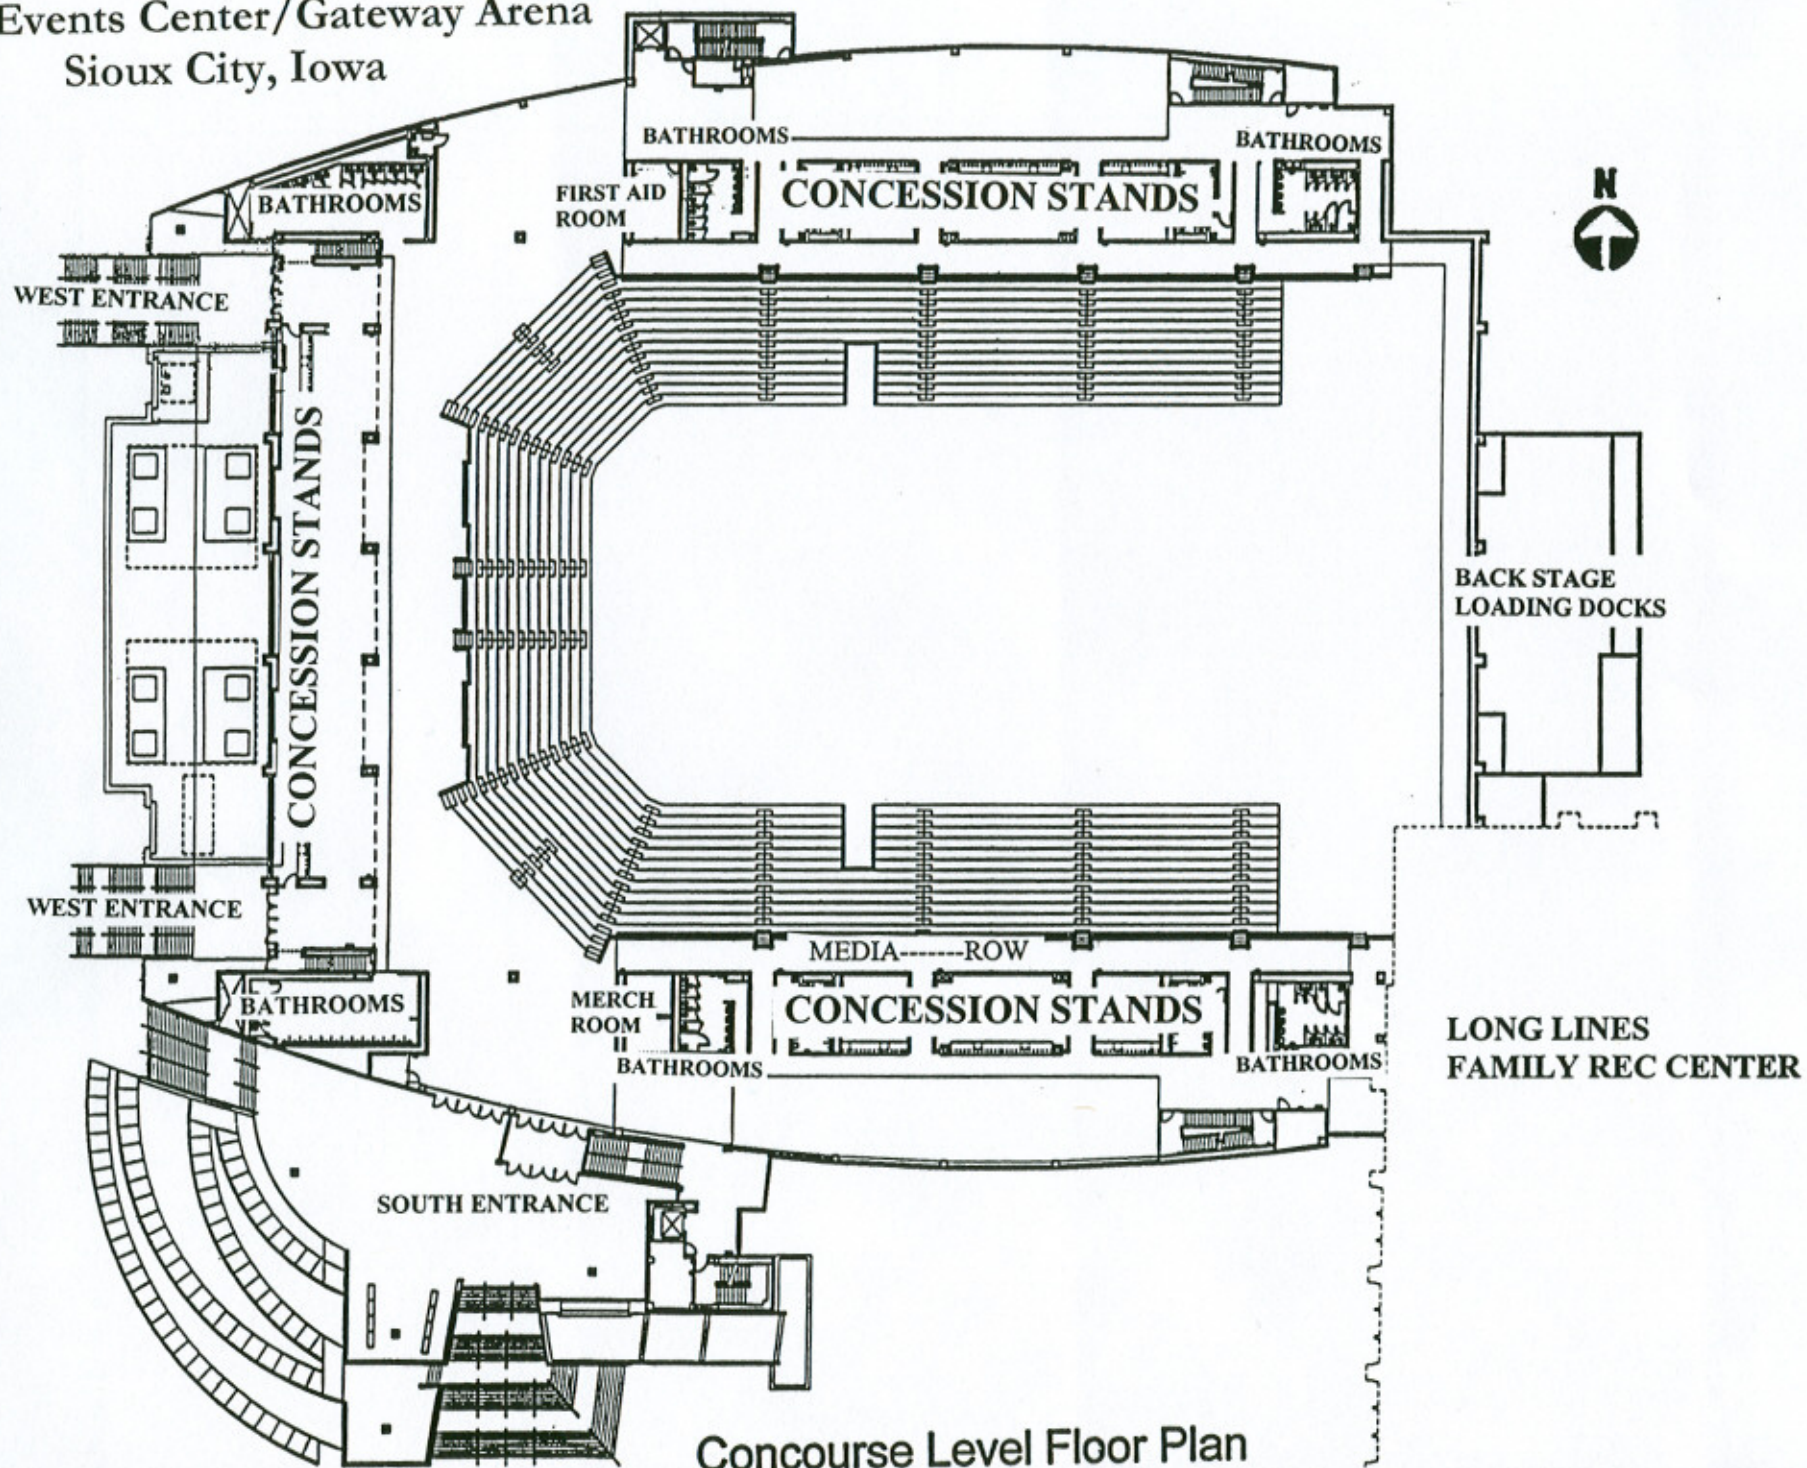 Events Center/Gateway Arena
Sioux City, Iowa
N
BATHROOMS
BATHROOMS
FIRST AID
ROOM
CONCESSION STANDS
BATHROOMS
WEST ENTRANCE
CONCESSION STANDS
BACK STAGE
LOADING DOCKS
WEST ENTRANCE
MEDIA-------ROW
BATHROOMS
MERCH
ROOM
CONCESSION STANDS
BATHROOMS
BATHROOMS
LONG LINES
FAMILY REC CENTER
SOUTH ENTRANCE
Concourse Level Floor Plan